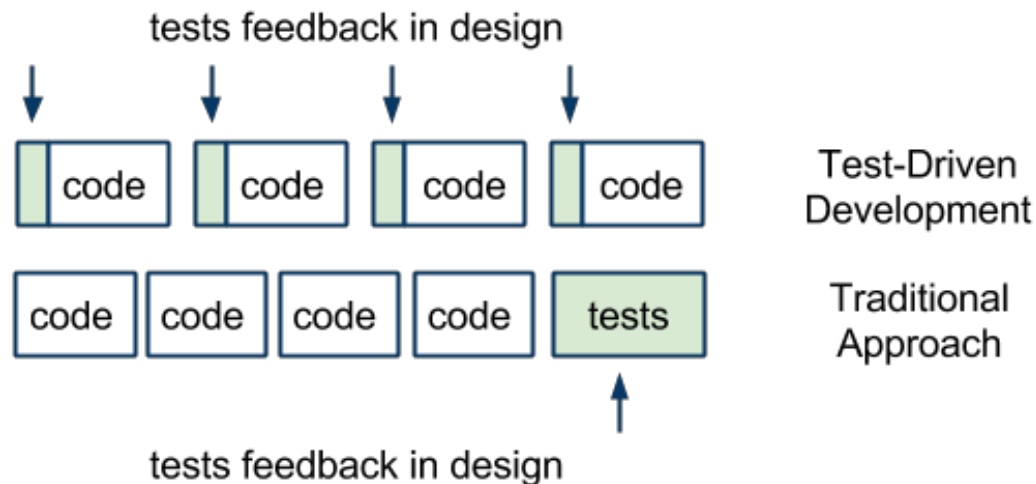 tests feedback in design
code code code code
Test-Driven
Development
code code code code tests
Traditional
Approach
tests feedback in design